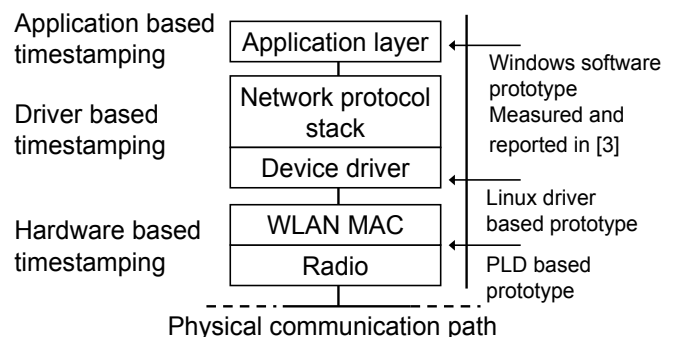 Application based
timestamping
Application layer
Windows software
prototype
Measured and
reported in [3]
Driver based
timestamping
Network protocol
stack
Device driver
Linux driver
based prototype
Hardware based
timestamping
WLAN MAC
Radio
PLD based
prototype
Physical communication path